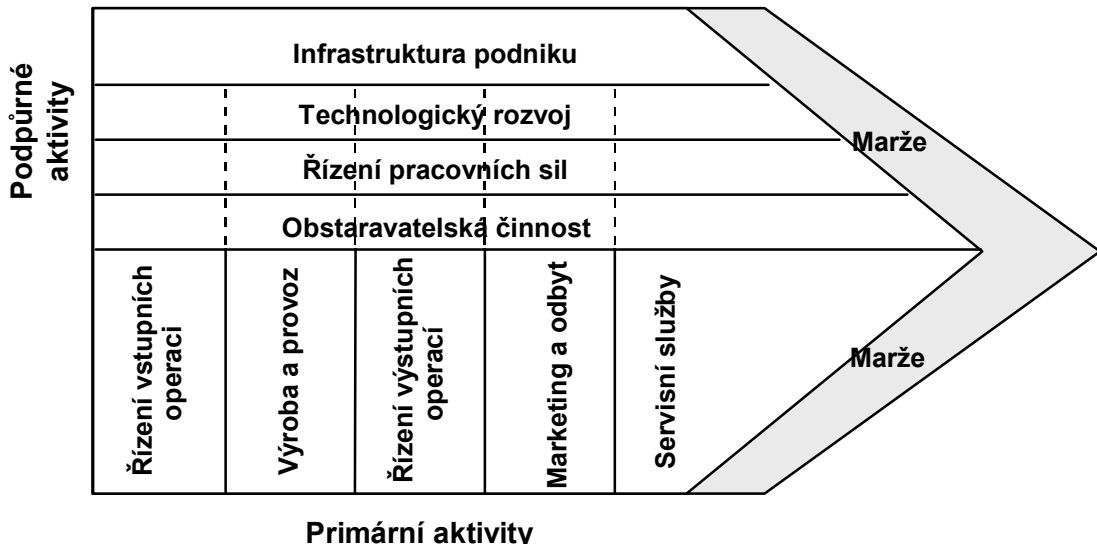 Podpůrné
aktivity
Infrastruktura podniku
Technologický rozvoj
Řízení pracovních sil
Obstaravatelská činnost
Marže
Řízení vstupních
operaci
Výroba a provoz
Řízení výstupních
operací
Marketing a odbyt
Servisní služby
Marže
Primární aktivity